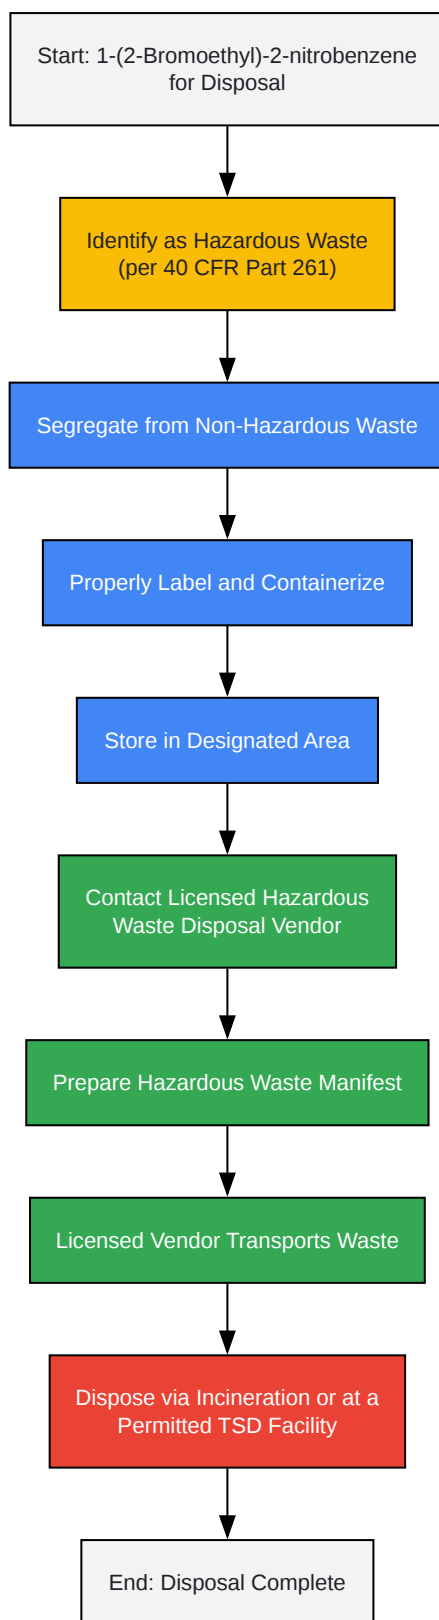 Start: 1-(2-Bromoethyl)-2-nitrobenzene
for Disposal
Identify as Hazardous Waste
(per 40 CFR Part 261)
Segregate from Non-Hazardous Waste
Properly Label and Containerize
Store in Designated Area
Contact Licensed Hazardous
Waste Disposal Vendor
Prepare Hazardous Waste Manifest
Licensed Vendor Transports Waste
Dispose via Incineration or at a
Permitted TSD Facility
End: Disposal Complete